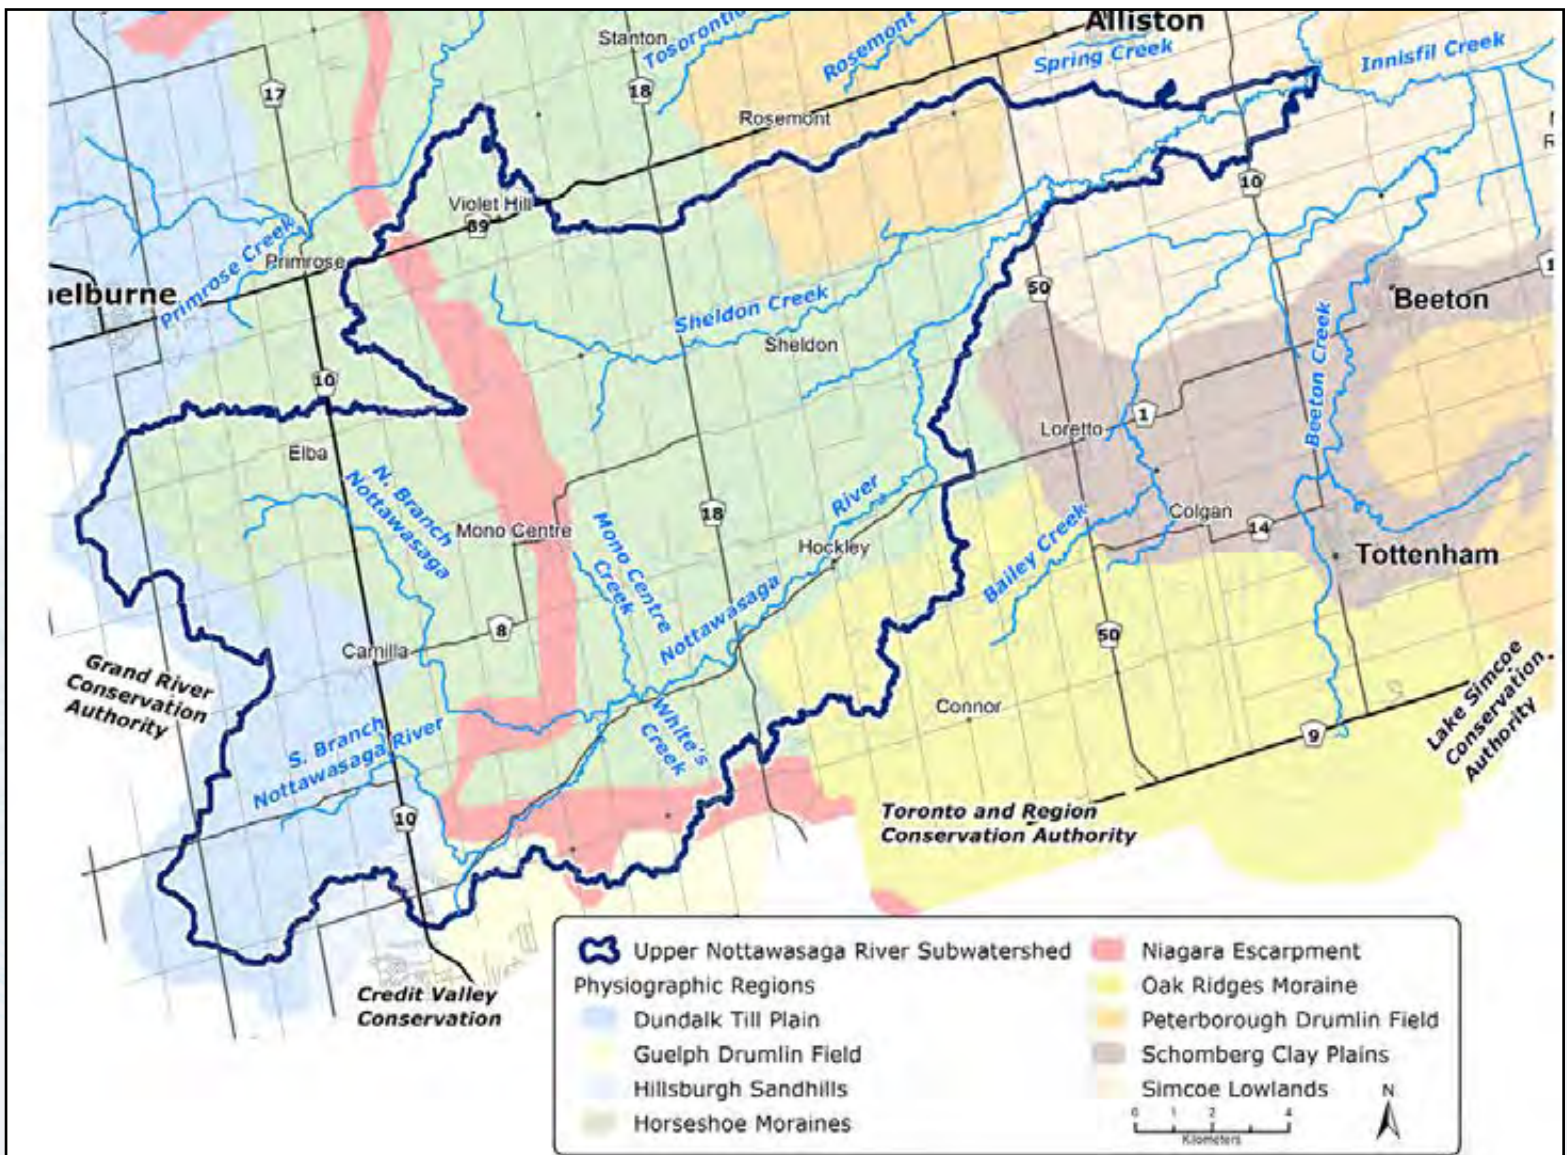 Alliston
Stanton
Tosorontio
Rosemont
Spring Creek
Innisfil Creek
17
18
Rosemont
Violet Hill
89
10
Primrose Creek
Primrose
helburne
50
Sheldon Creek
Sheldon
Beeton
10
Beeton Creek
1
Loretto
Elba
N. Branch
Nottawasaga
Mono Centre
Mono Centre
Creek
18
River
Hockley
Nottawasaga
Bailey Creek
Colgan
14
Tottenham
8
Camilla
50
Grand River
Conservation
Authority
S. Branch
Nottawasaga River
White's
Creek
Connor
9
Lake Simcoe
Conservation
Authority
10
Toronto and Region
Conservation Authority
Credit Valley
Conservation
Upper Nottawasaga River Subwatershed
Physiographic Regions
Dundalk Till Plain
Guelph Drumlin Field
Hillsburgh Sandhills
Horseshoe Moraines
Niagara Escarpment
Oak Ridges Moraine
Peterborough Drumlin Field
Schomberg Clay Plains
Simcoe Lowlands
N
0 1 2 4
Kilometers